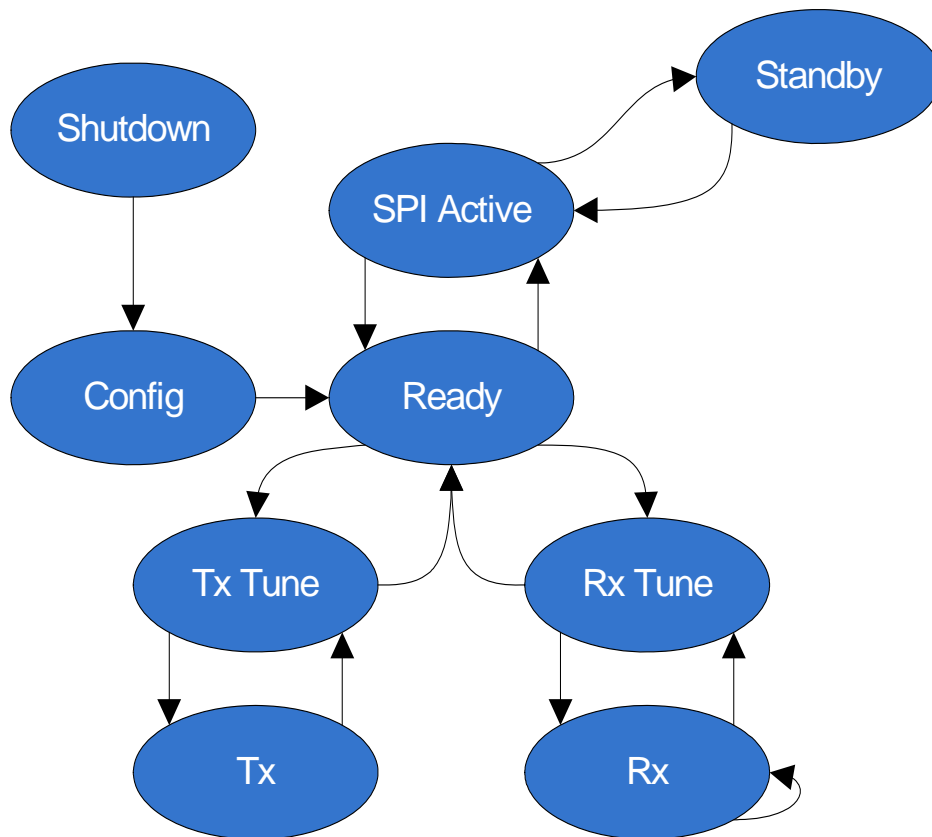 Standby
Shutdown
SPI Active
Config
Ready
Tx Tune
Rx Tune
Tx
Rx